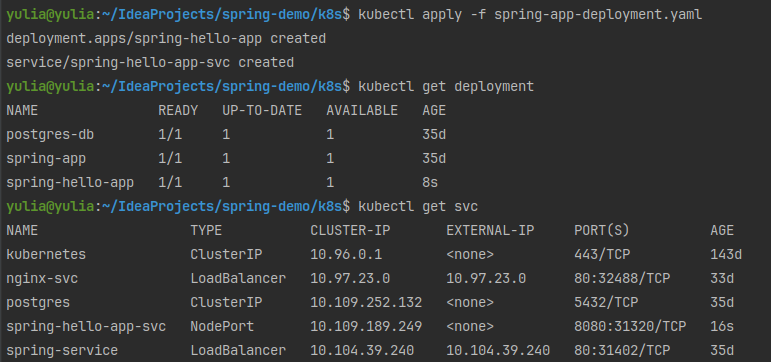 yulia@yulia:~/IdeaProjects/spring-demo/k8s$ kubectl apply -f spring-app-deployment.yaml
deployment.apps/spring-hello-app created
service/spring-hello-app-svc created
yulia@yulia:~/IdeaProjects/spring-demo/k8s$ kubectl get deployment
NAME               READY   UP-TO-DATE   AVAILABLE   AGE
postgres-db        1/1     1            1           35d
spring-app         1/1     1            1           35d
spring-hello-app   1/1     1            1           8s
yulia@yulia:~/IdeaProjects/spring-demo/k8s$ kubectl get svc
NAME                   TYPE           CLUSTER-IP       EXTERNAL-IP     PORT(S)          AGE
kubernetes             ClusterIP      10.96.0.1        <none>          443/TCP          143d
nginx-svc              LoadBalancer   10.97.23.0       10.97.23.0      80:32488/TCP     33d
postgres               ClusterIP      10.109.252.132   <none>          5432/TCP         35d
spring-hello-app-svc   NodePort       10.109.189.249   <none>          8080:31320/TCP   16s
spring-service         LoadBalancer   10.104.39.240    10.104.39.240   80:31402/TCP     35d